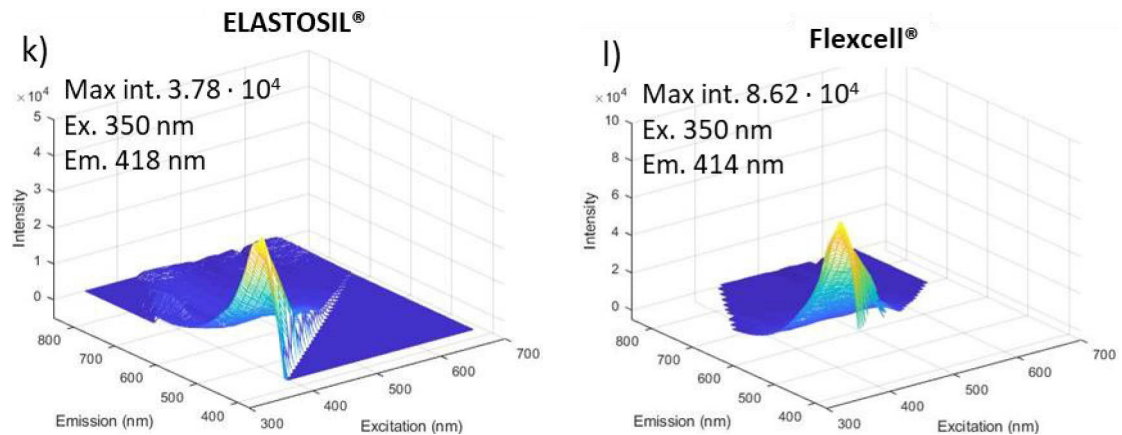 ELASTOSIL®
k)
Max int. 3.78 · 10⁴
Ex. 350 nm
Em. 418 nm
× 10⁴
5
4
3
2
1
0
Intensity
800
700
600
500
400
Emission (nm)
300
400
500
600
700
Excitation (nm)
Flexcell®
l)
Max int. 8.62 · 10⁴
Ex. 350 nm
Em. 414 nm
× 10⁴
10
8
6
4
2
0
Intensity
800
700
600
500
400
Emission (nm)
300
400
500
600
700
Excitation (nm)